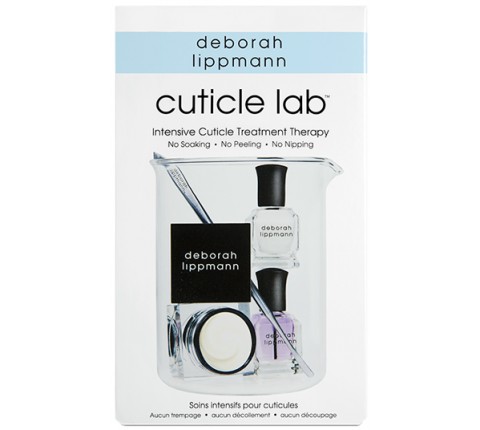 deborah
lippmann
cuticle lab™
Intensive Cuticle Treatment Therapy
No Soaking • No Peeling • No Nipping
deborah
lippmann
deborah
lippmann
deborah
lippmann
Soins intensifs pour cuticules
Aucun trempage • aucun décollement • aucun découpage